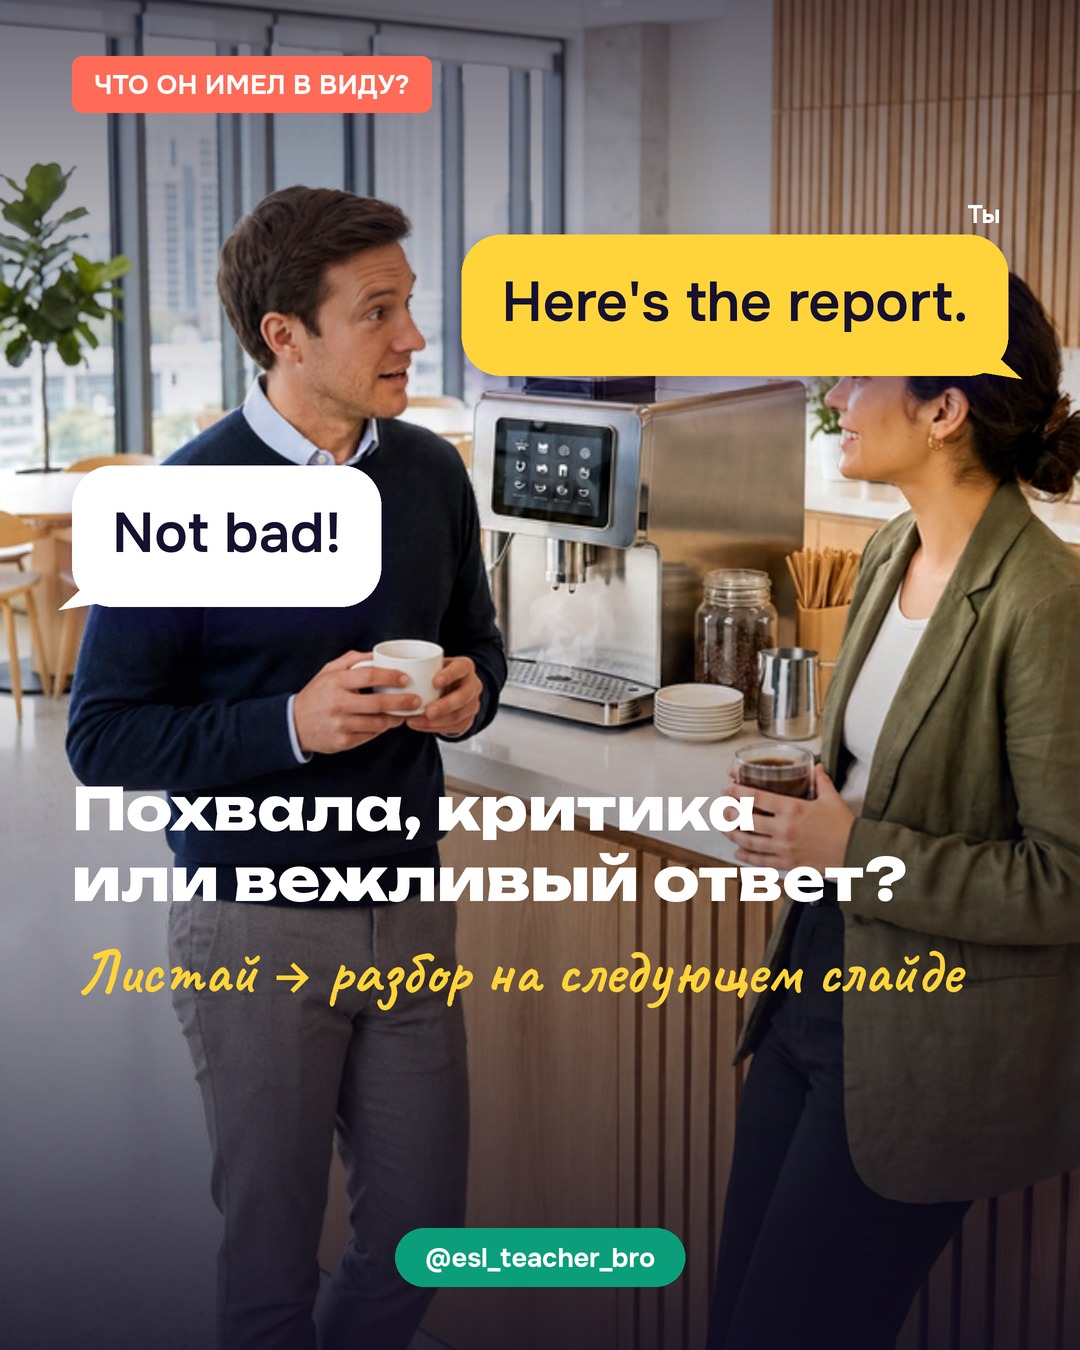 ЧТО ОН ИМЕЛ В ВИДУ?
Ты
Here's the report.
Not bad!
Похвала, критика
или вежливый ответ?
Листай → разбор на следующем слайде
@esl_teacher_bro